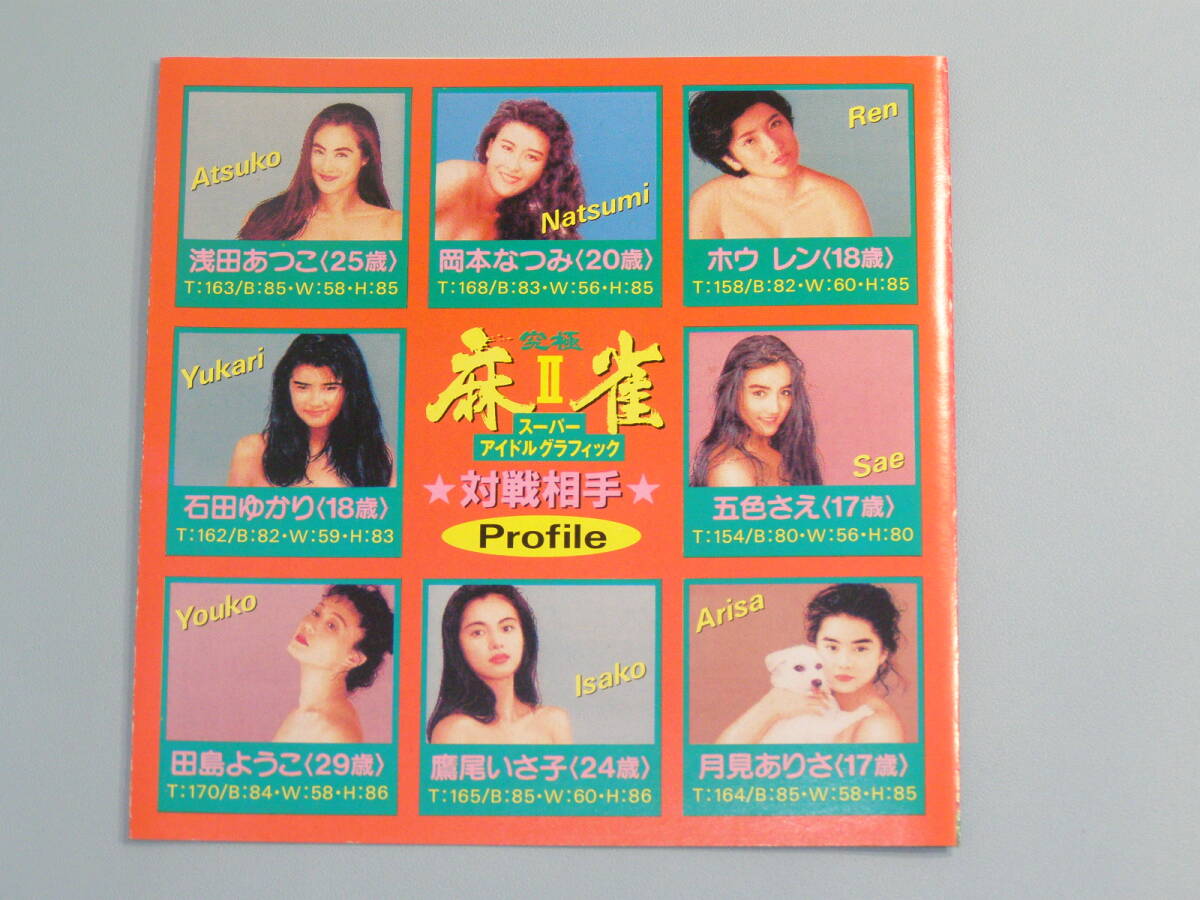 Atsuko
浅田あつこ〈25歳〉
T:163/B:85・W:58・H:85
Natsumi
岡本なつみ〈20歳〉
T:168/B:83・W:56・H:85
Ren
ホウ レン〈18歳〉
T:158/B:82・W:60・H:85
Yukari
石田ゆかり〈18歳〉
T:162/B:82・W:59・H:83
究極
麻雀II
スーパー
アイドルグラフィック
★対戦相手★
Profile
Sae
五色さえ〈17歳〉
T:154/B:80・W:56・H:80
Youko
田島ようこ〈29歳〉
T:170/B:84・W:58・H:86
Isako
鷹尾いさ子〈24歳〉
T:165/B:85・W:60・H:86
Arisa
月見ありさ〈17歳〉
T:164/B:85・W:58・H:85